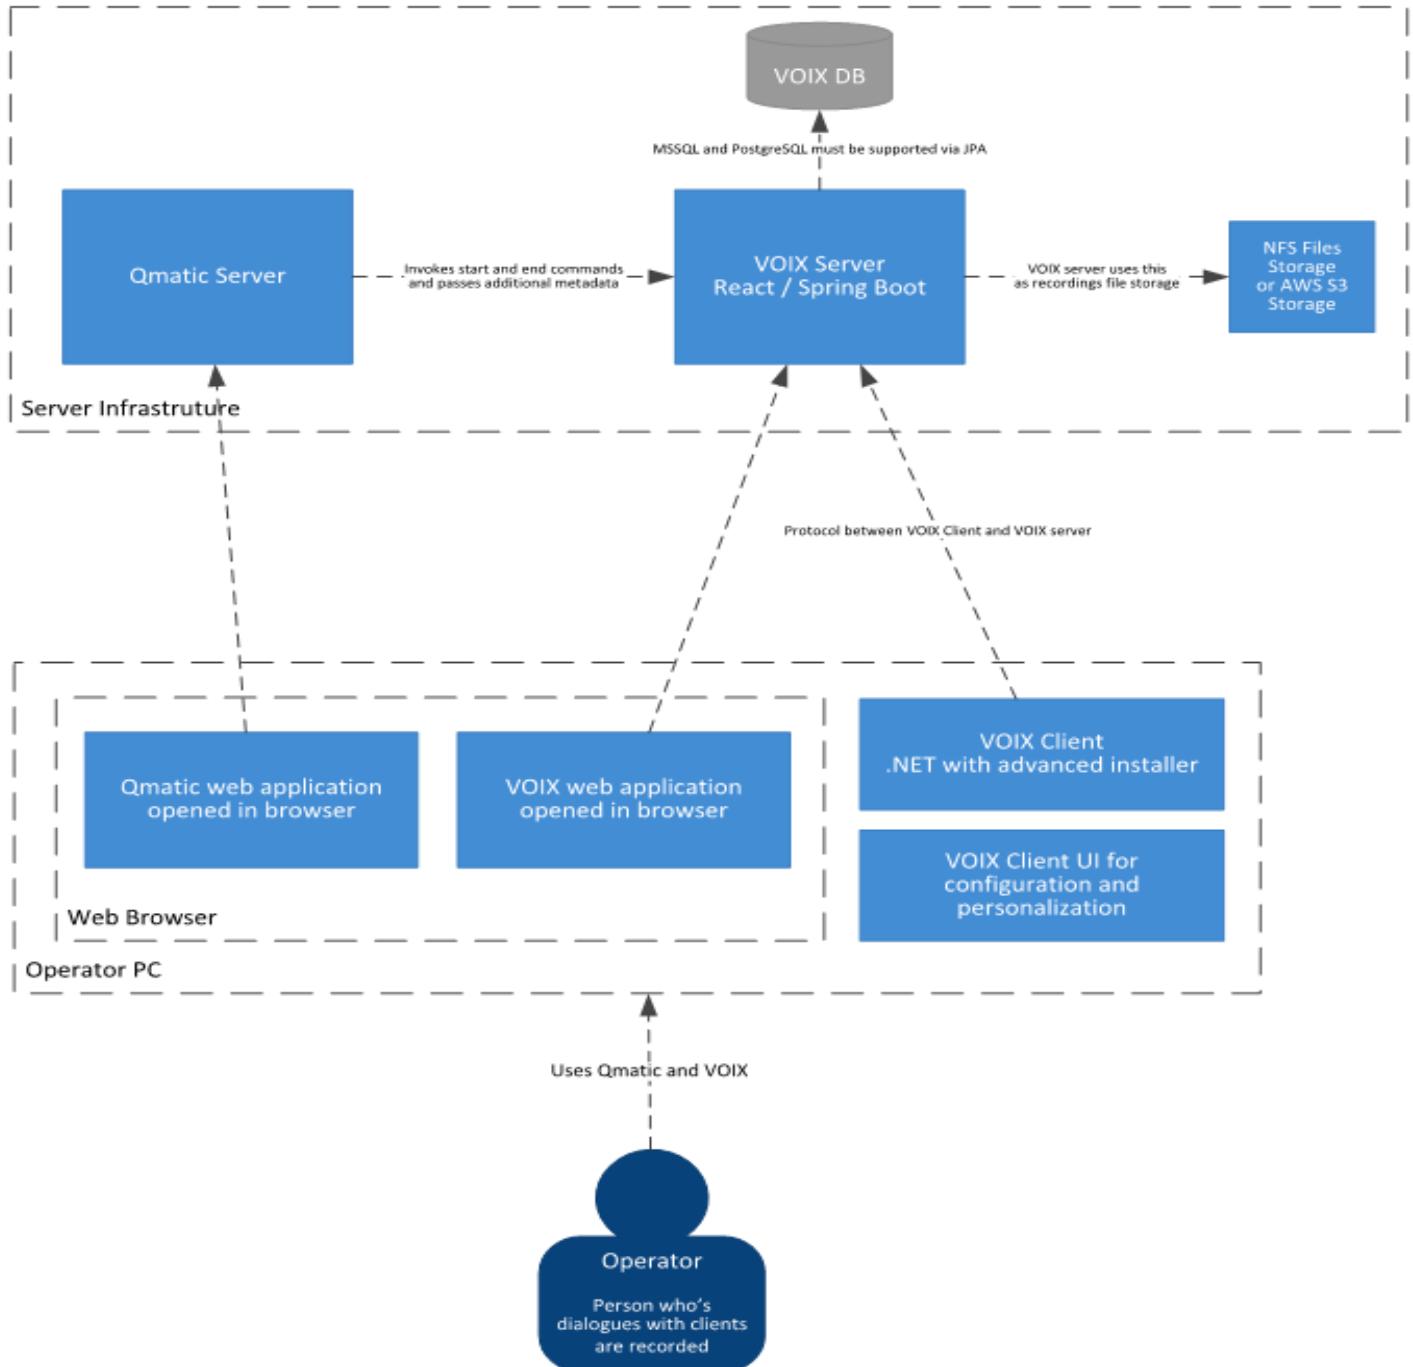 VOIX DB
MSSQL and PostgreSQL must be supported via JPA
Qmatic Server
Invokes start and end commands
and passes additional metadata
VOIX Server
React / Spring Boot
VOIX server uses this
as recordings file storage
NFS Files
Storage
or AWS S3
Storage
Server Infrastruture
Protocol between VOIX Client and VOIX server
Qmatic web application
opened in browser
VOIX web application
opened in browser
VOIX Client
.NET with advanced installer
VOIX Client UI for
configuration and
personalization
Web Browser
Operator PC
Uses Qmatic and VOIX
Operator
Person who's
dialogues with clients
are recorded